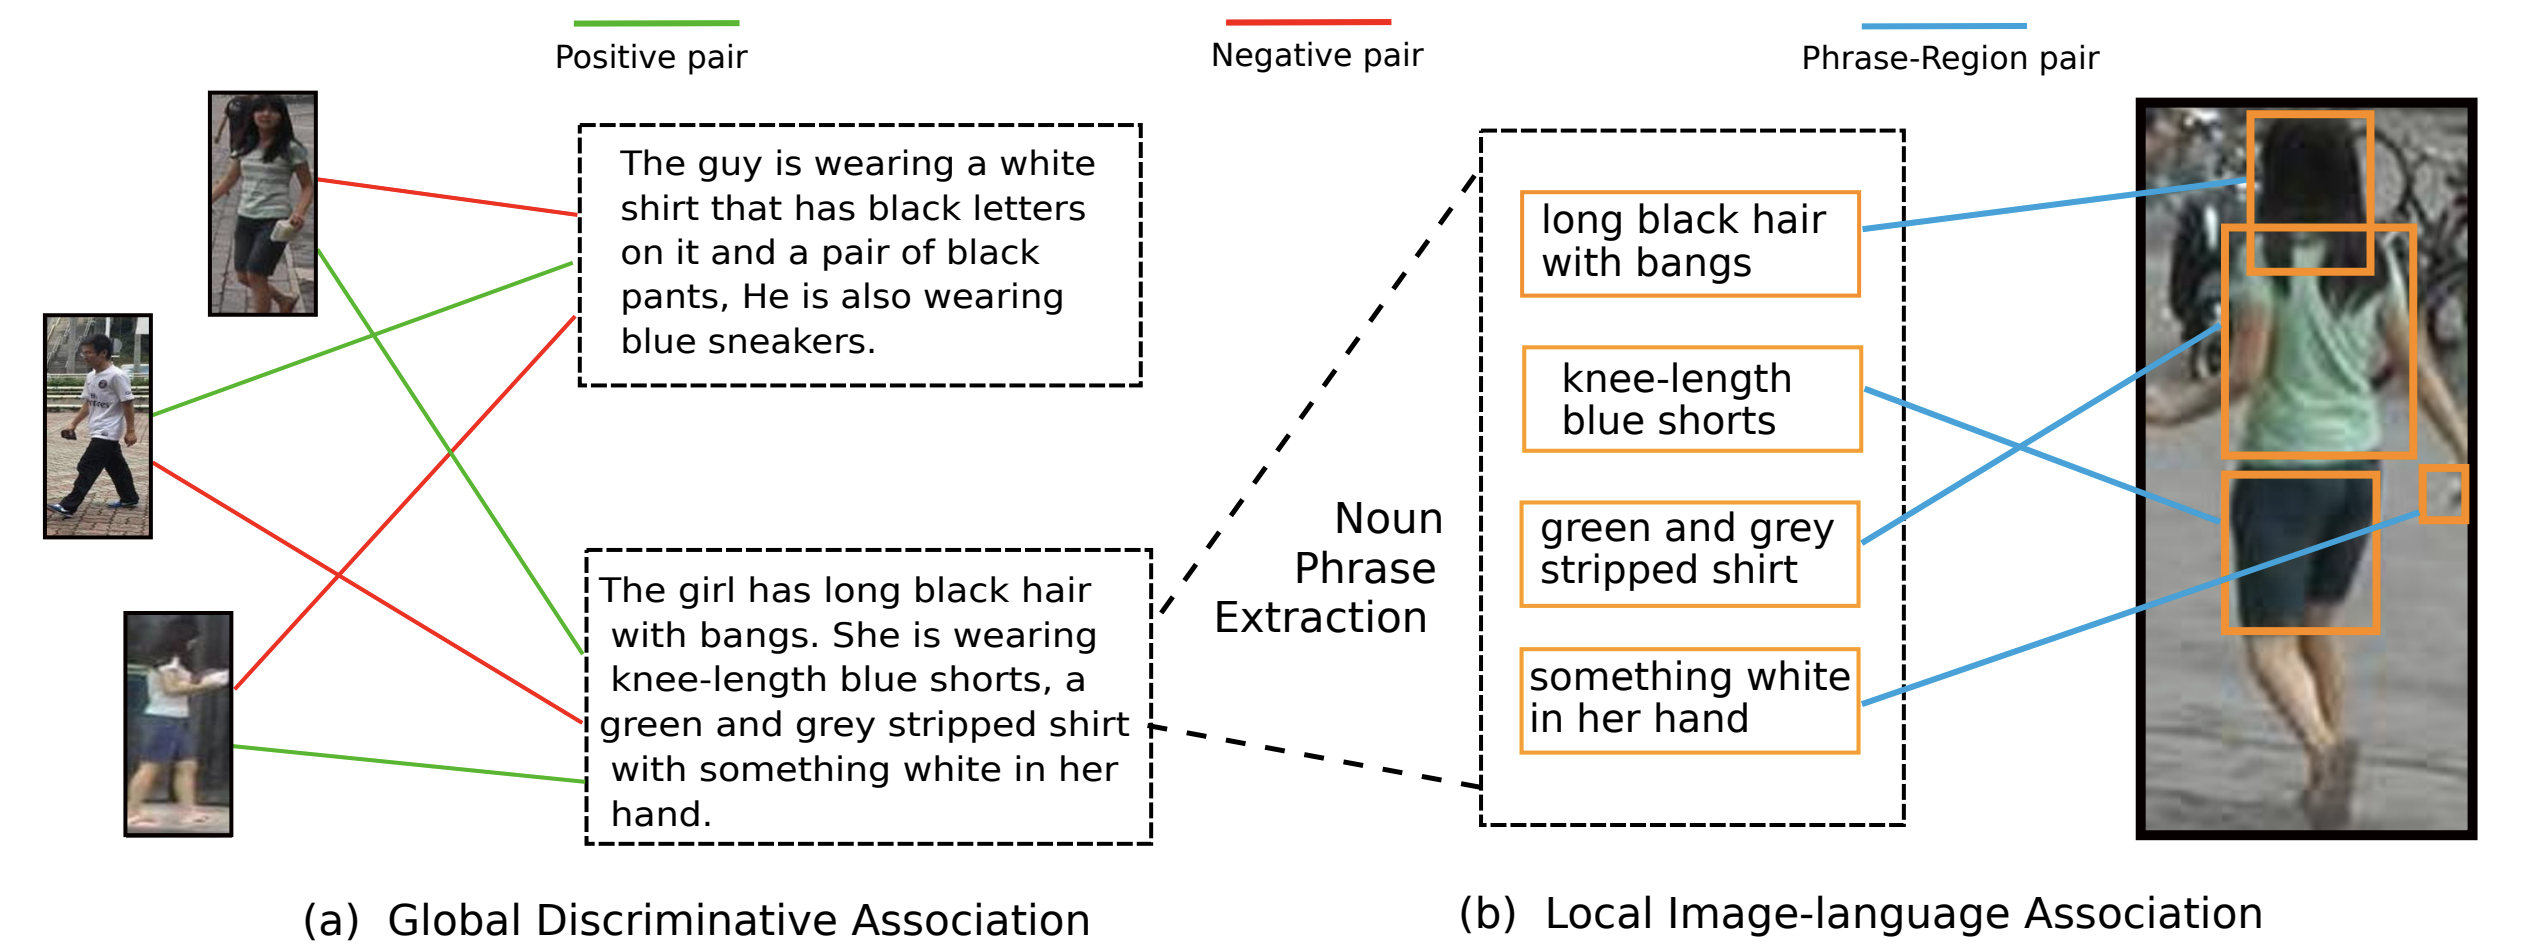 Positive pair
Negative pair
Phrase-Region pair
The guy is wearing a white
shirt that has black letters
on it and a pair of black
pants, He is also wearing
blue sneakers.
The girl has long black hair
with bangs. She is wearing
knee-length blue shorts, a
green and grey stripped shirt
with something white in her
hand.
Noun
Phrase
Extraction
long black hair
with bangs
knee-length
blue shorts
green and grey
stripped shirt
something white
in her hand
(a) Global Discriminative Association
(b) Local Image-language Association